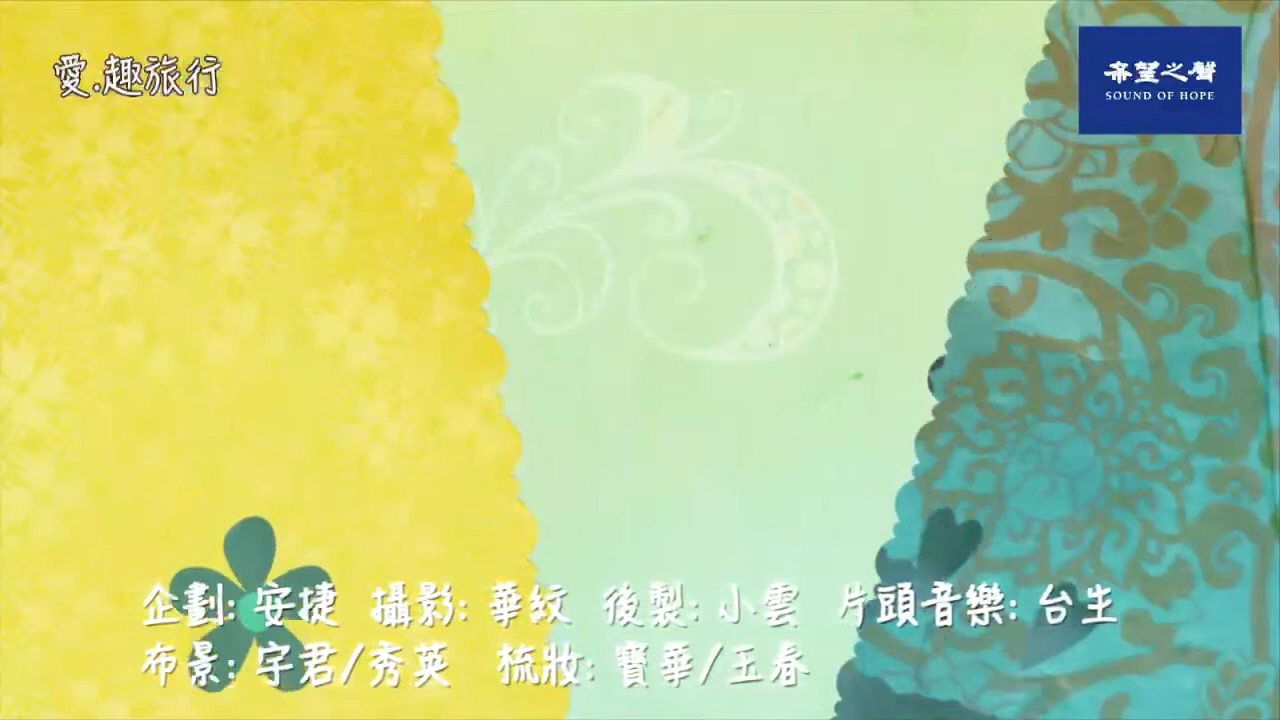 愛.趣旅行
希望之聲
SOUND OF HOPE
企劃: 安捷 攝影: 華紋 後製: 小雲 片頭音樂: 台生
布景: 宇君/秀英 梳妝: 寶華/玉春